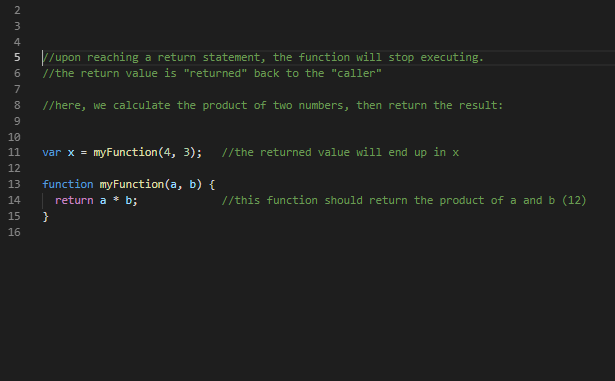 2
3
4
5 //upon reaching a return statement, the function will stop executing.
6 //the return value is "returned" back to the "caller"
7
8 //here, we calculate the product of two numbers, then return the result:
9
10
11 var x = myFunction(4, 3);   //the returned value will end up in x
12
13 function myFunction(a, b) {
14   return a * b;             //this function should return the product of a and b (12)
15 }
16